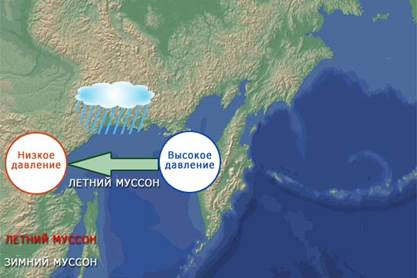 Низкое
давление
Высокое
давление
ЛЕТНИЙ МУССОН
ЛЕТНИЙ МУССОН
ЗИМНИЙ МУССОН